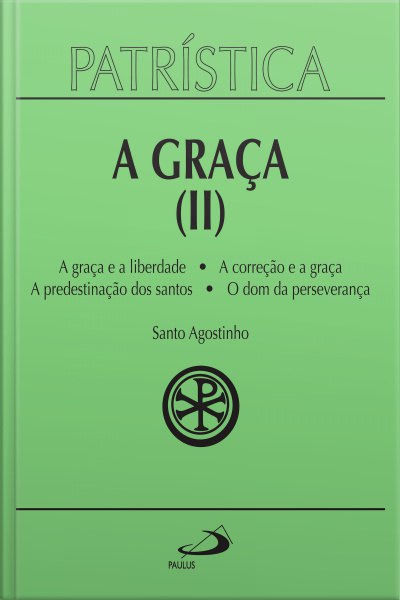 PATRÍSTICA
A GRAÇA
(II)
A graça e a liberdade • A correção e a graça
A predestinação dos santos • O dom da perseverança
Santo Agostinho
PAULUS